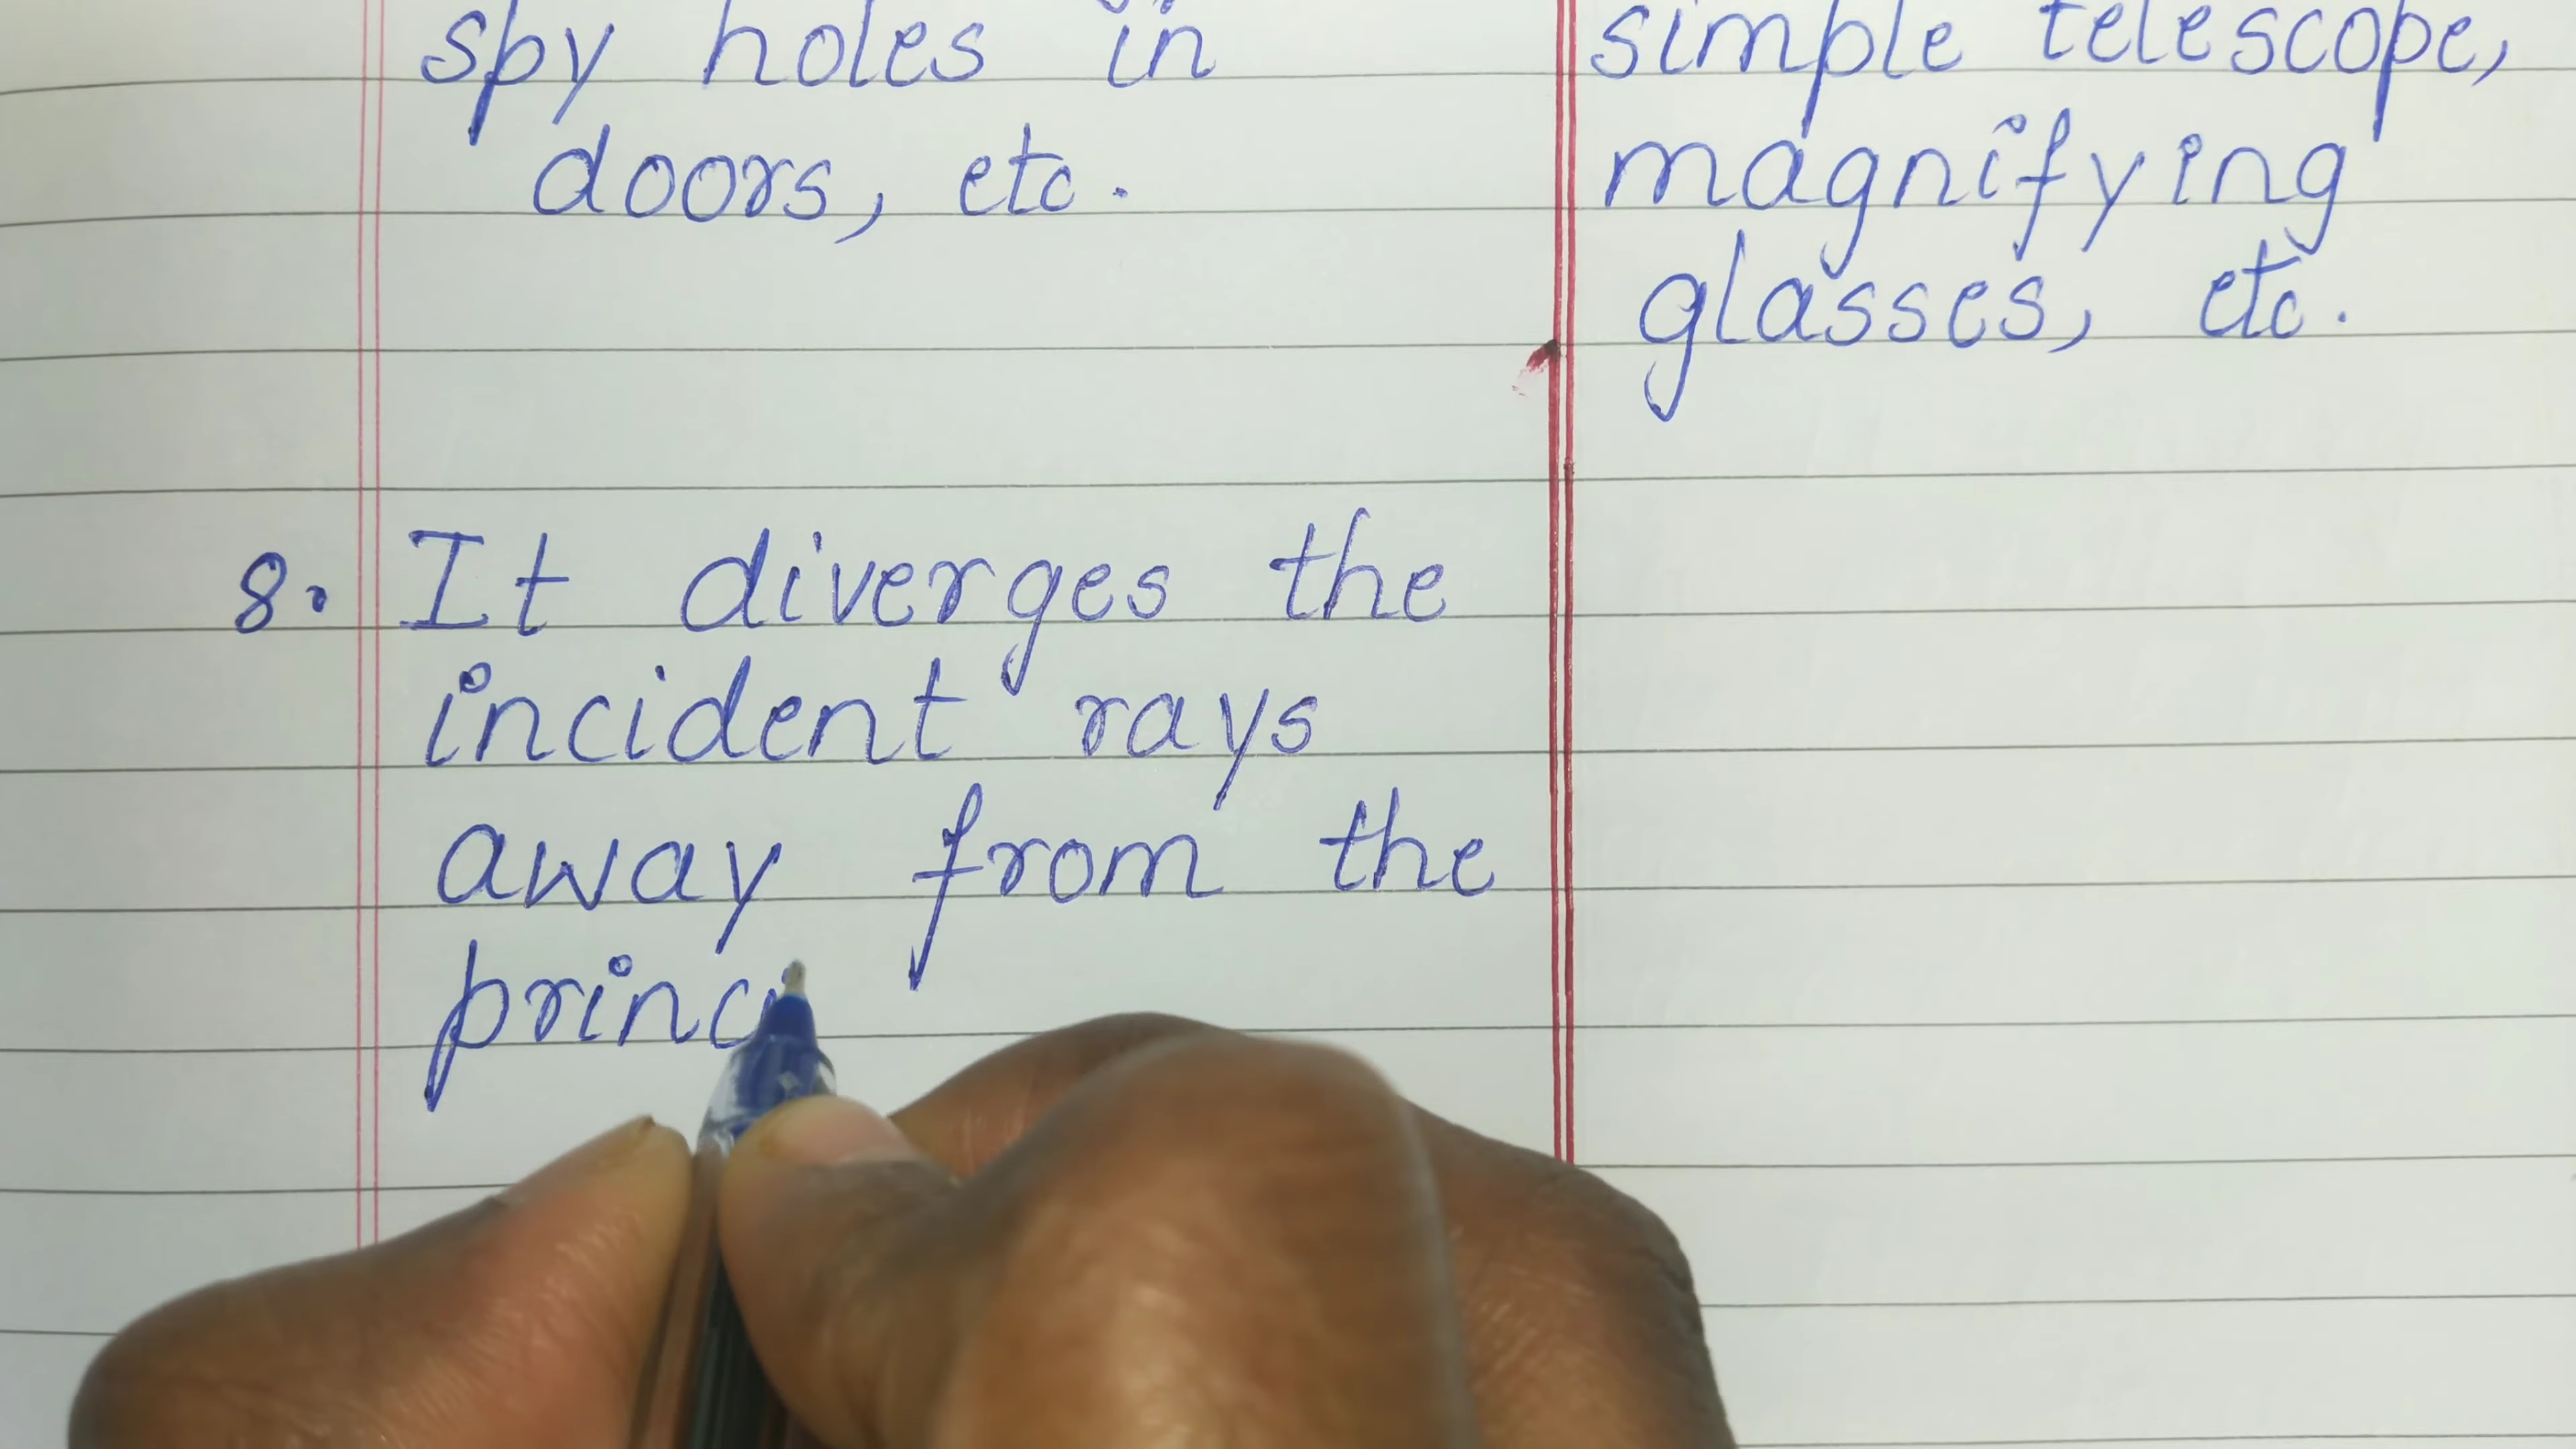 spy holes in
doors, etc.
simple telescope,
magnifying
glasses, etc.
8. It diverges the
incident rays
away from the
princi